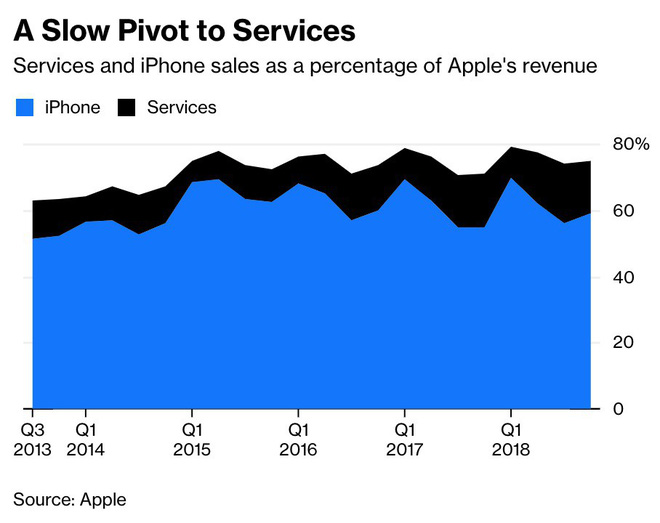 A Slow Pivot to Services
Services and iPhone sales as a percentage of Apple's revenue
iPhone Services
80%
60
40
20
0
Q3 Q1 Q1 Q1 Q1 Q1
2013 2014 2015 2016 2017 2018
Source: Apple